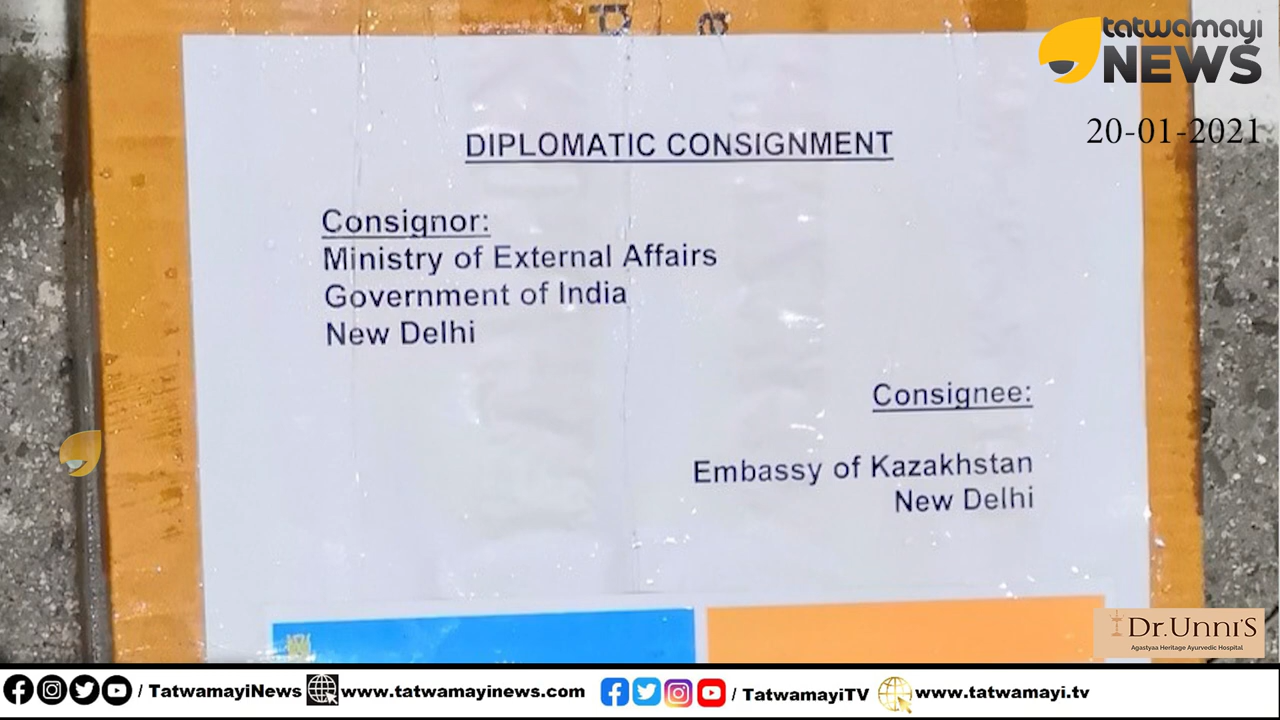 tatwamayi
NEWS
20-01-2021
DIPLOMATIC CONSIGNMENT
Consignor:
Ministry of External Affairs
Government of India
New Delhi
Consignee:
Embassy of Kazakhstan
New Delhi
Dr.Unni'S
Agastyaa Heritage Ayurvedic Hospital
/ TatwamayiNews www.tatwamayinews.com / TatwamayiTV www.tatwamayi.tv